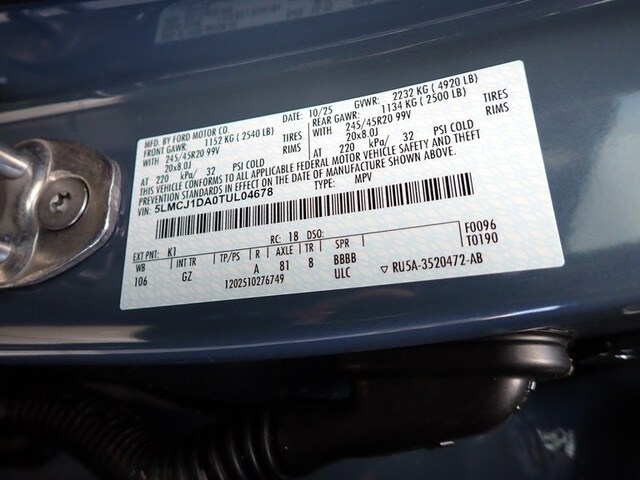 MFD. BY FORD MOTOR CO. DATE: 10/25 GVWR: 2232 KG ( 4920 LB)
FRONT GAWR: 1152 KG ( 2540 LB) REAR GAWR: 1134 KG ( 2500 LB)
WITH 245/45R20 99V TIRES WITH 245/45R20 99V TIRES
20x8.0J RIMS 20x8.0J RIMS
AT 220 kPa/ 32 PSI COLD AT 220 kPa/ 32 PSI COLD
THIS VEHICLE CONFORMS TO ALL APPLICABLE FEDERAL MOTOR VEHICLE SAFETY AND THEFT
PREVENTION STANDARDS IN EFFECT ON THE DATE OF MANUFACTURE SHOWN ABOVE.
5LMCJ1DA0TUL04678 TYPE: MPV
EXT PNT: K1 RC: 18 DSO: F0096
WB INT TR TP/PS R AXLE TR SPR T0190
106 GZ A 81 8 BBBB
1202510276749 ULC ▽ RU5A-3520472-AB